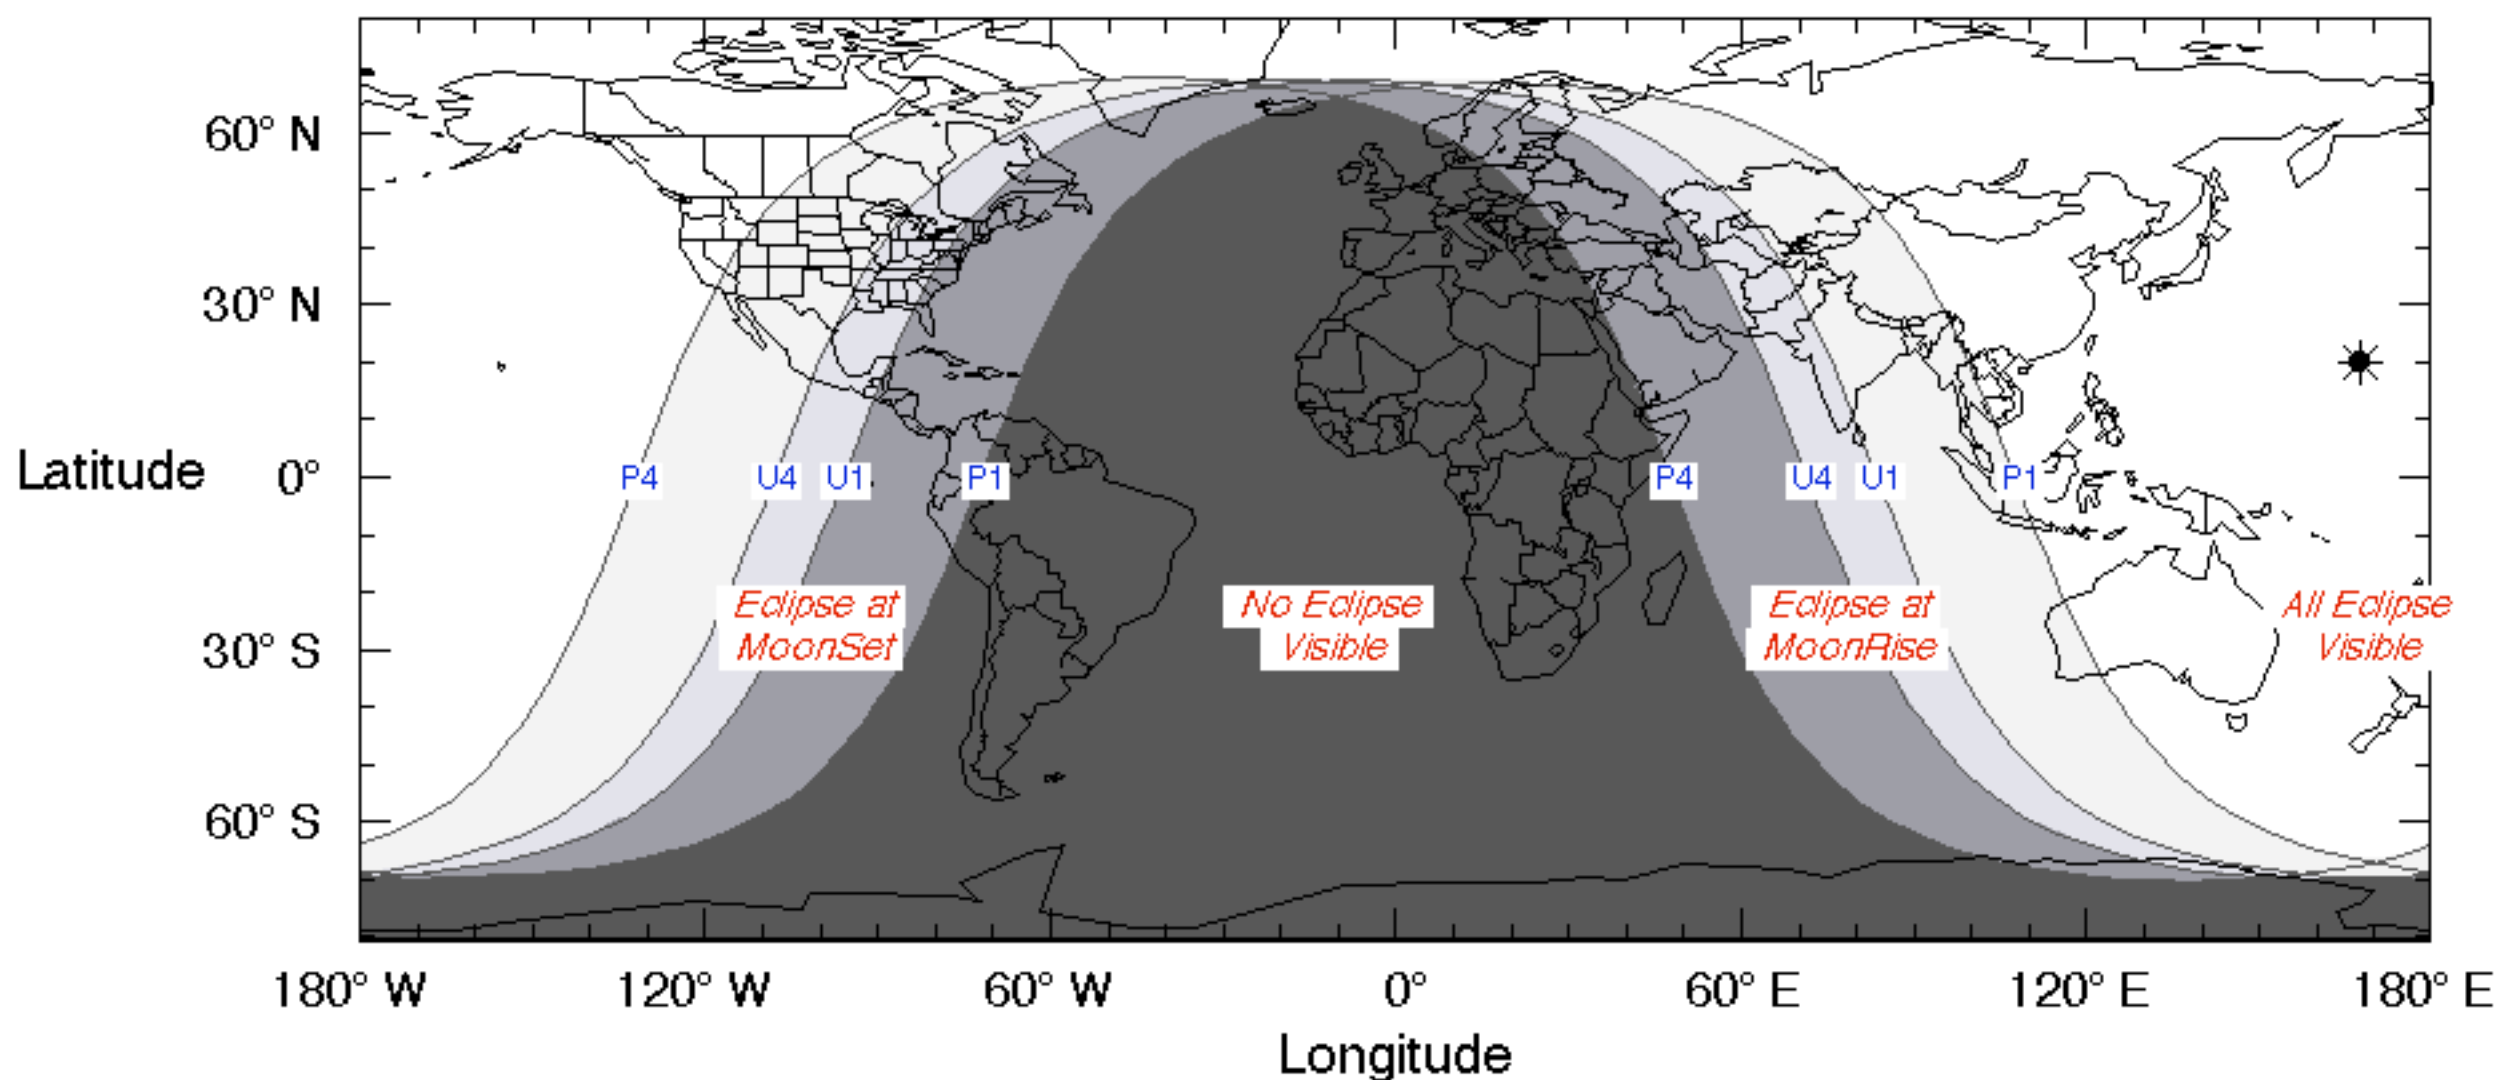 60° N
30° N
Latitude 0°
P4 U4 U1 P1 P4 U4 U1 P1
Eclipse at
MoonSet
No Eclipse
Visible
Eclipse at
MoonRise
All Eclipse
Visible
30° S
60° S
180° W 120° W 60° W 0° 60° E 120° E 180° E
Longitude